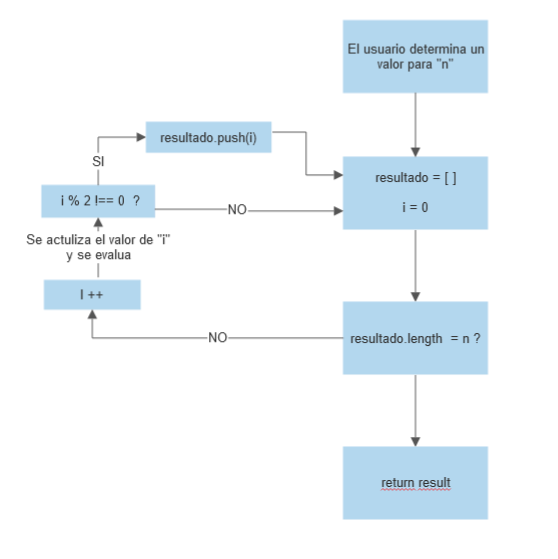 El usuario determina un
valor para "n"
resultado.push(i)
SI
resultado = [ ]
i % 2 !== 0 ?
NO
i = 0
Se actuliza el valor de "i"
y se evalua
I ++
NO
resultado.length = n ?
return result